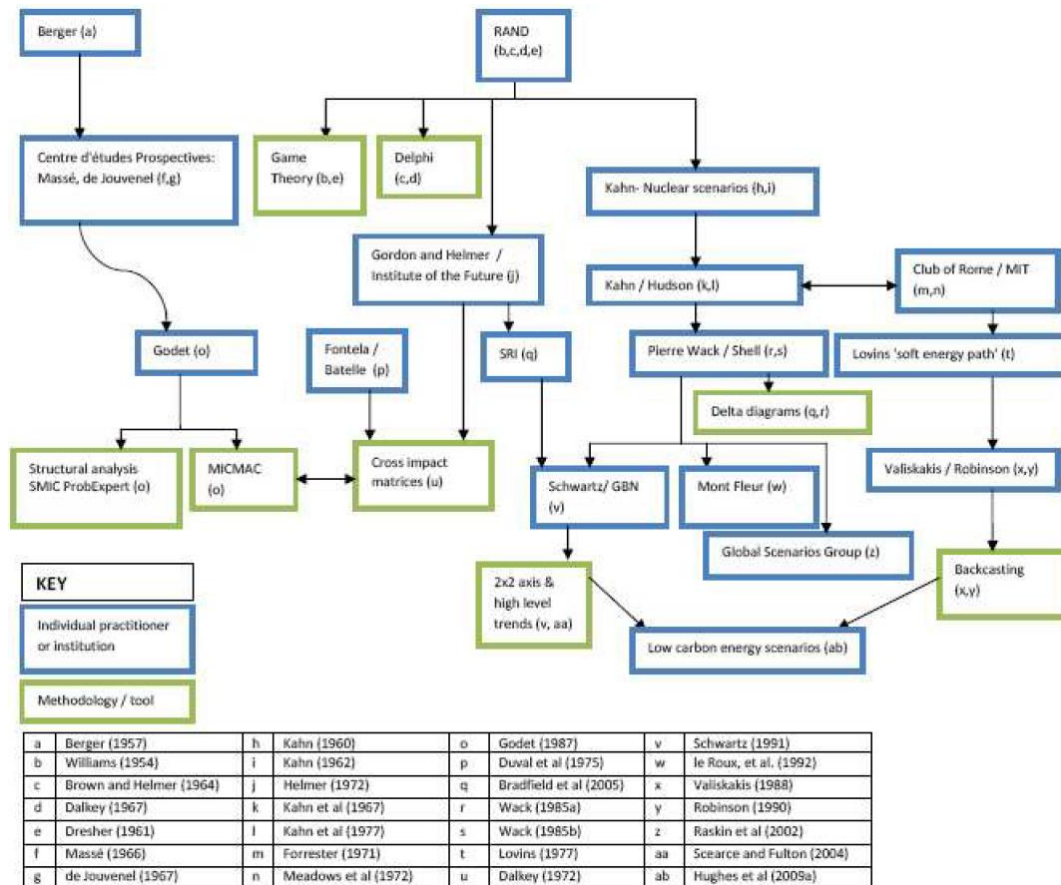 Berger (a)
RAND
(b,c,d,e)
Centre d'études Prospectives:
Massé, de Jouvenel (f,g)
Game
Theory (b,e)
Delphi
(c,d)
Kahn- Nuclear scenarios (h,i)
Gordon and Helmer /
Institute of the Future (j)
Kahn / Hudson (k,l)
Club of Rome / MIT
(m,n)
Godet (o)
Fontela /
Batelle (p)
SRI (q)
Pierre Wack / Shell (r,s)
Lovins 'soft energy path' (t)
Delta diagrams (q,r)
Structural analysis
SMIC ProbExpert (o)
MICMAC
(o)
Cross impact
matrices (u)
Schwartz/ GBN
(v)
Mont Fleur (w)
Valiskakis / Robinson (x,y)
Global Scenarios Group (z)
KEY
2x2 axis &
high level
trends (v, aa)
Backcasting
(x,y)
Individual practitioner
or institution
Low carbon energy scenarios (ab)
Methodology / tool
a Berger (1957) h Kahn (1960) o Godet (1987) v Schwartz (1991)
b Williams (1954) i Kahn (1962) p Duval et al (1975) w le Roux, et al. (1992)
c Brown and Helmer (1964) j Helmer (1972) q Bradfield et al (2005) x Valiskakis (1988)
d Dalkey (1967) k Kahn et al (1967) r Wack (1985a) y Robinson (1990)
e Dresher (1961) l Kahn et al (1977) s Wack (1985b) z Raskin et al (2002)
f Massé (1966) m Forrester (1971) t Lovins (1977) aa Scearce and Fulton (2004)
g de Jouvenel (1967) n Meadows et al (1972) u Dalkey (1972) ab Hughes et al (2009a)